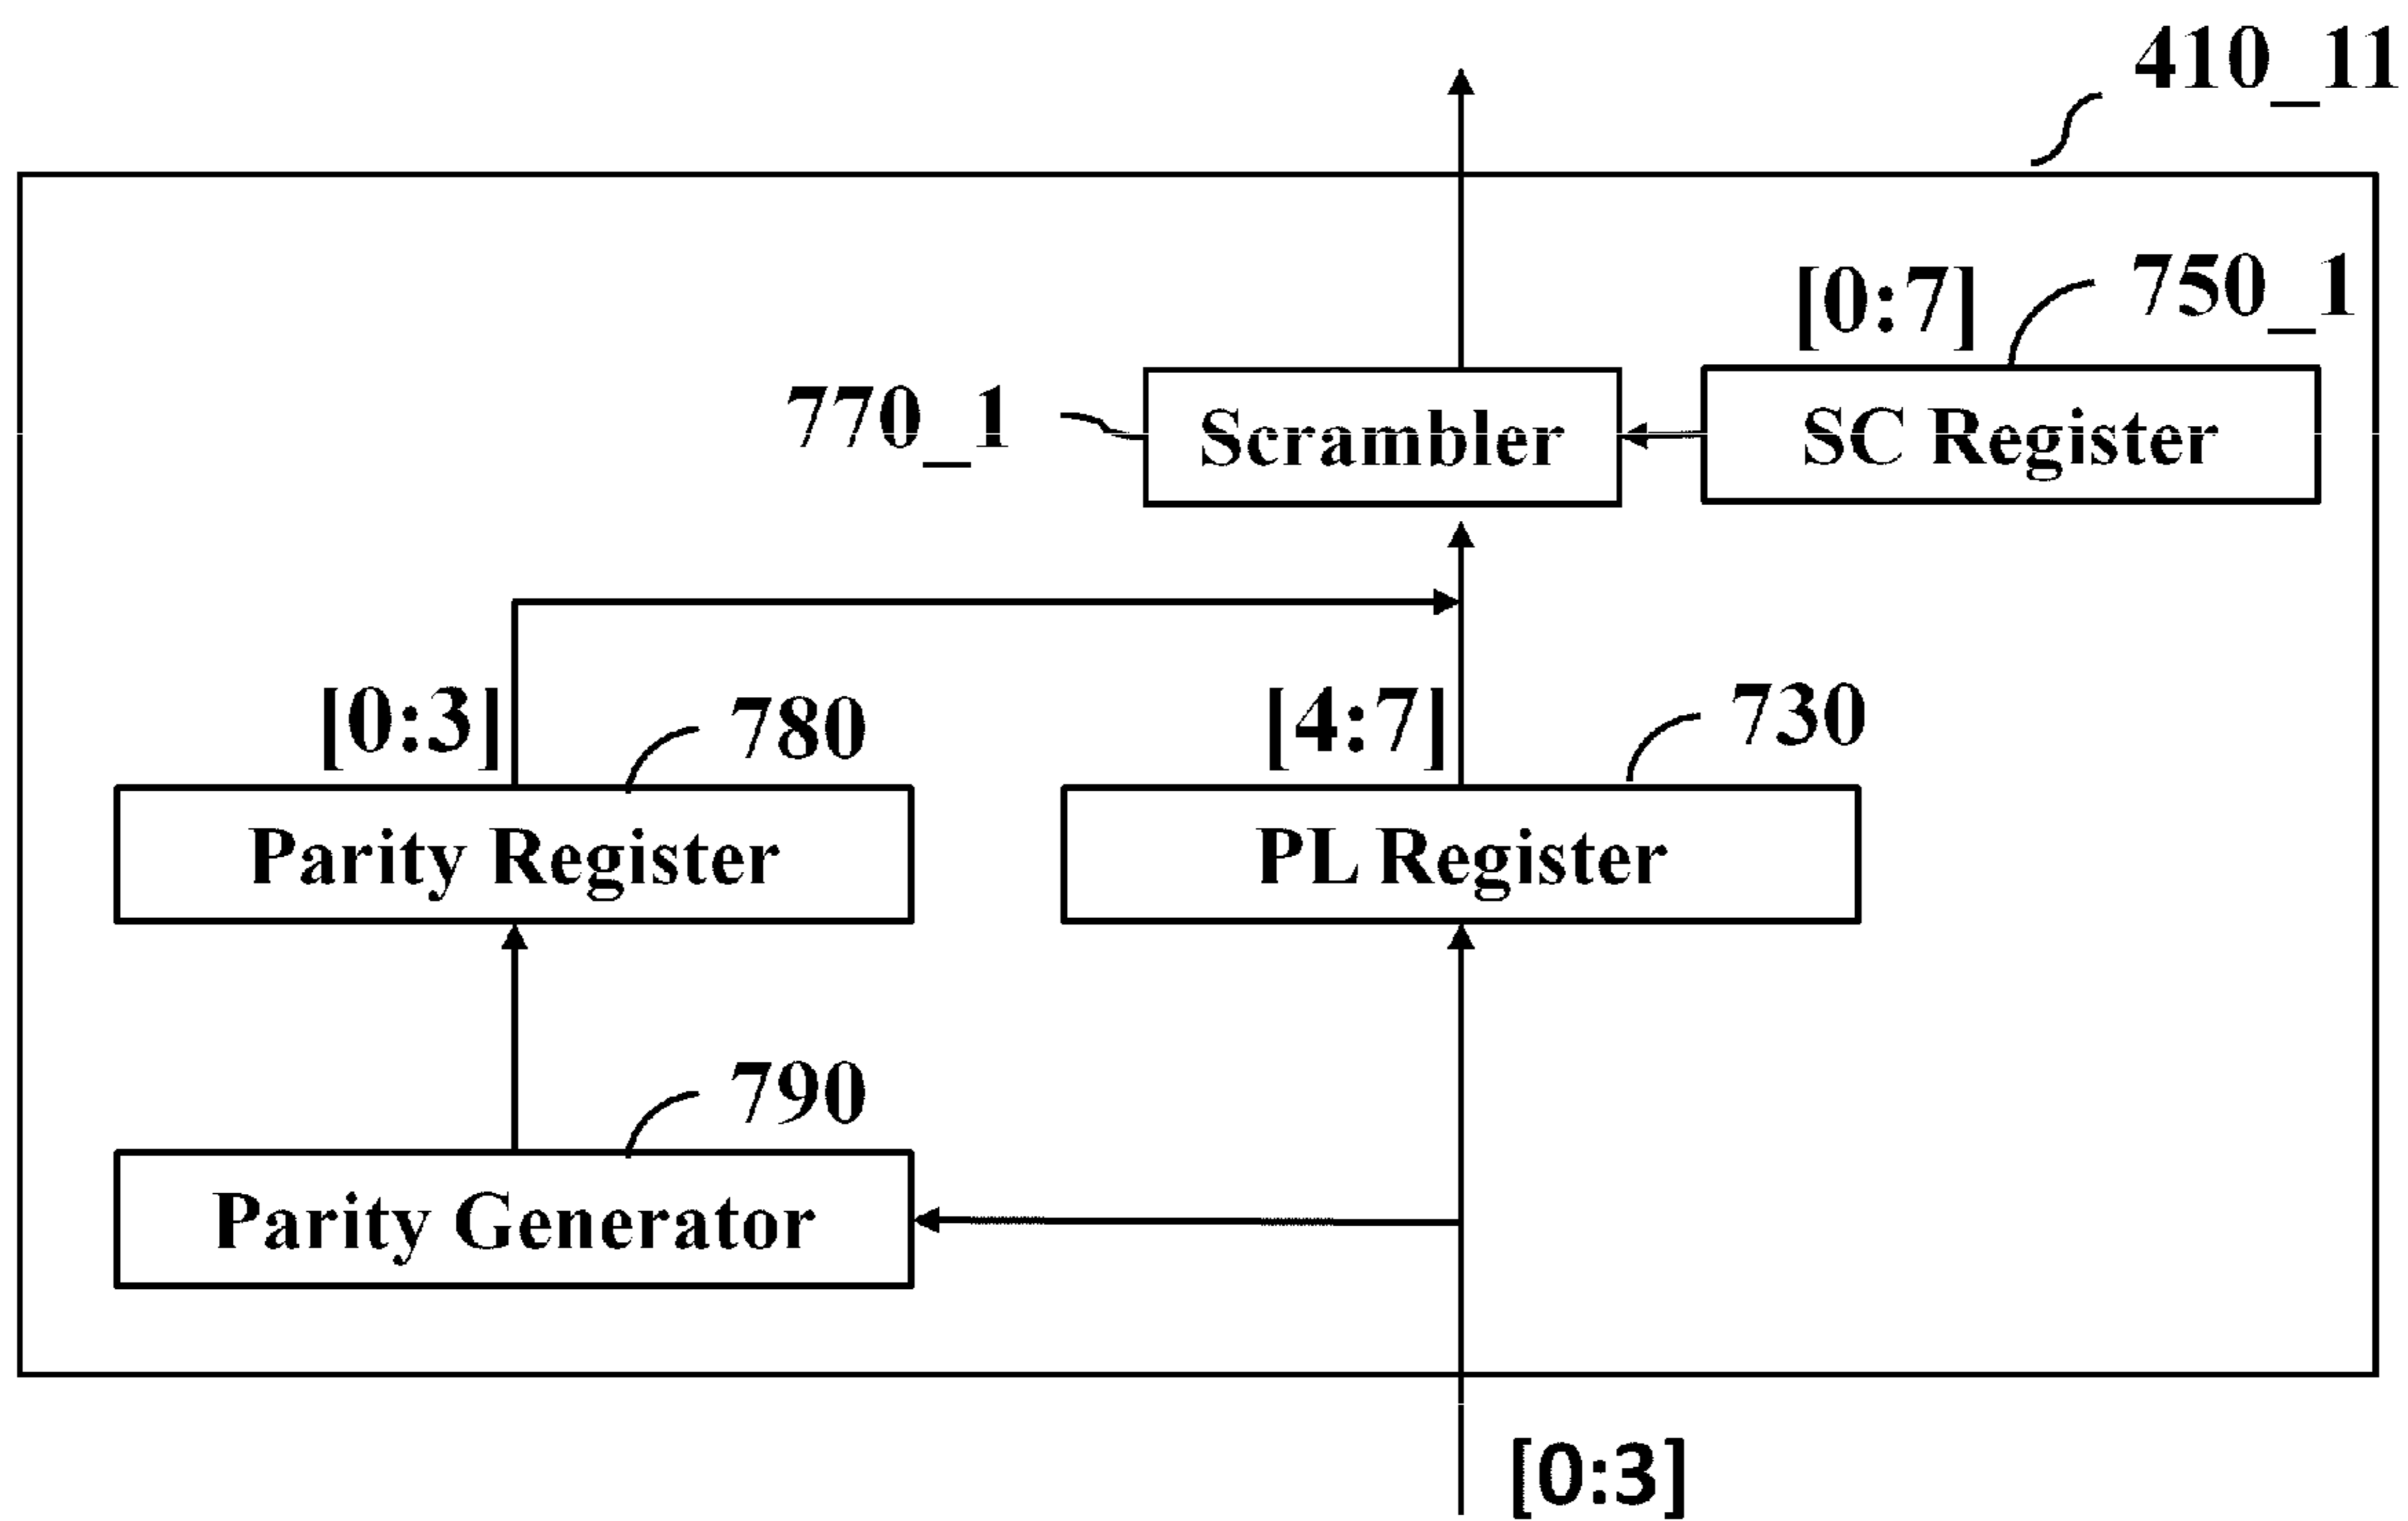 410_11
[0:7]
750_1
770_1
Scrambler
SC Register
[0:3]
780
[4:7]
730
Parity Register
PL Register
790
Parity Generator
[0:3]